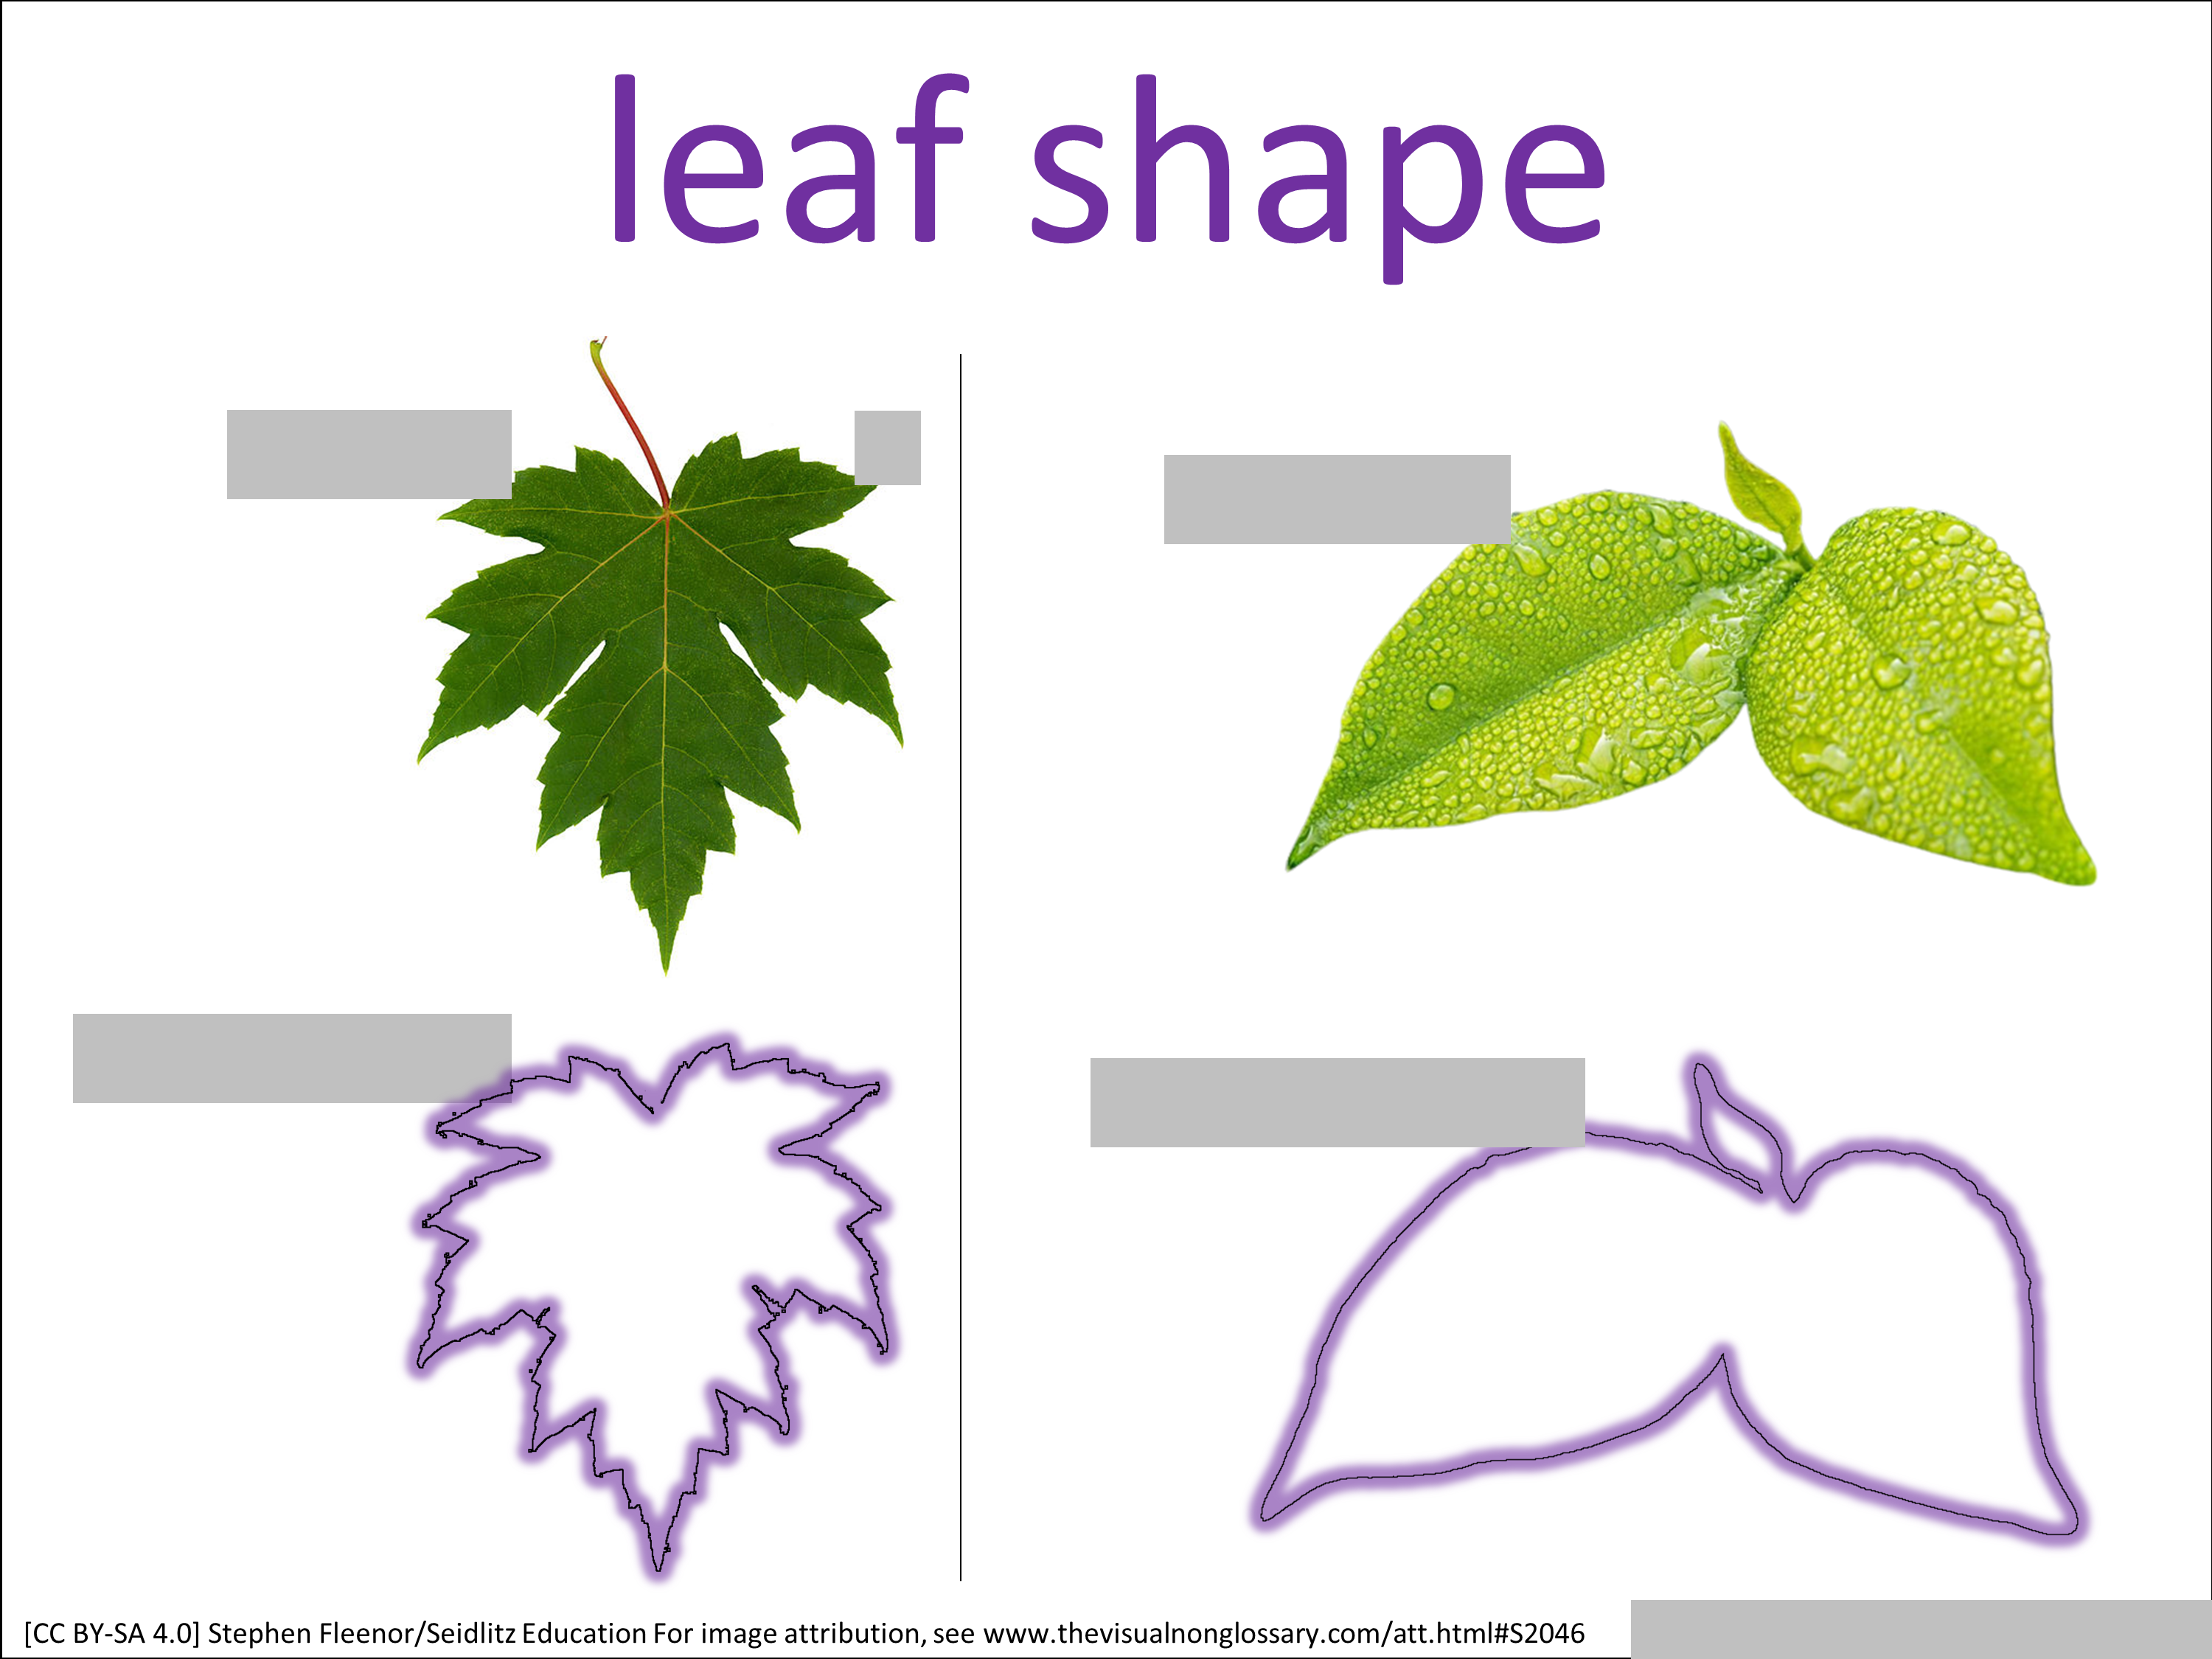 leaf shape
[CC BY-SA 4.0] Stephen Fleenor/Seidlitz Education For image attribution, see www.thevisualnonglossary.com/att.html#S2046